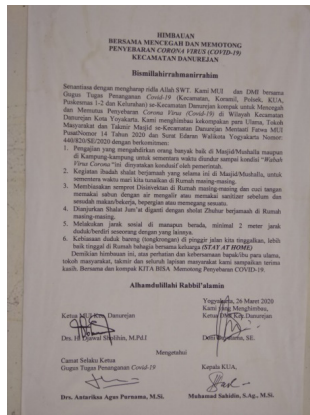 HIMBAUAN
BERSAMA MENCEGAH DAN MEMOTONG
PENYEBARAN CORONA VIRUS (COVID-19)
KECAMATAN DANUREJAN
Bismillahirrahmanirrahim
Senantiasa dengan mengharap ridla Allah SWT. Kami MUI dan DMI bersama
Gugus Tugas Penanganan Covid-19 (Kecamatan, Koramil, Polsek, KUA,
Puskesmas 1-2 dan Kelurahan) se-Kecamatan Danurejan kompak untuk Mencegah
dan Memutus Penyebaran Corona Virus (Covid-19) di Wilayah Kecamatan
Danurejan Kota Yogyakarta. Kami menghimbau kekompakan para Ulama, Tokoh
Masyarakat dan Takmir Masjid se-Kecamatan Danurejan Mentaati Fatwa MUI
Pusat Nomor 14 Tahun 2020 dan Surat Edaran Walikota Yogyakarta Nomor
440/820/SE/2020 dengan berkomitmen:
1. Pengajian yang menghadirkan orang banyak di Masjid/Musholla maupun
di Kampung-kampung untuk sementara waktu diundur sampai kondisi "Wabah
Virus Corona" ini dinyatakan kondusif oleh pemerintah.
2. Kegiatan ibadah shalat berjamaah yang selama ini di Masjid/Musholla, untuk
sementara waktu mari kita tunaikan di Rumah masing-masing.
3. Membiasakan semprot Disinvektan di Rumah masing-masing dan cuci tangan
memakai sabun dengan air mengalir atau memakai sanitizer sebelum dan
sesudah makan/bekerja, bepergian atau memegang sesuatu.
4. Dianjurkan Shalat Jum'at diganti dengan shalat Zhuhur berjamaah di Rumah
masing-masing.
5. Melakukan jarak sosial di manapun berada, minimal 2 meter jarak
duduk/berdiri seseorang dengan yang lainnya.
6. Kebiasaan duduk bareng (tongkrongan) di pinggir jalan kita tinggalkan, lebih
baik tinggal di Rumah bahagia bersama keluarga (STAY AT HOME)
Demikian himbauan ini, atas perhatian dan kebersamaan bapak/ibu para ulama,
tokoh masyarakat, takmir dan seluruh lapisan masyarakat kami sampaikan terima
kasih. Bersama dan kompak KITA BISA Memotong Penyebaran COVID-19.
Alhamdulillahi Rabbil'alamin
Yogyakarta, 26 Maret 2020
Kami yang Menghimbau,
Ketua MUI Kec. Danurejan
Ketua DMI Kec. Danurejan
Drs. H. M.Pd.I
SE.
Mengetahui
Camat Selaku Ketua
Gugus Tugas Penanganan Covid-19
Kepala KUA,
Drs. Antariksa Agus Purnama, M.Si.
Muhamad Sahidin, S.Ag., M.Si.